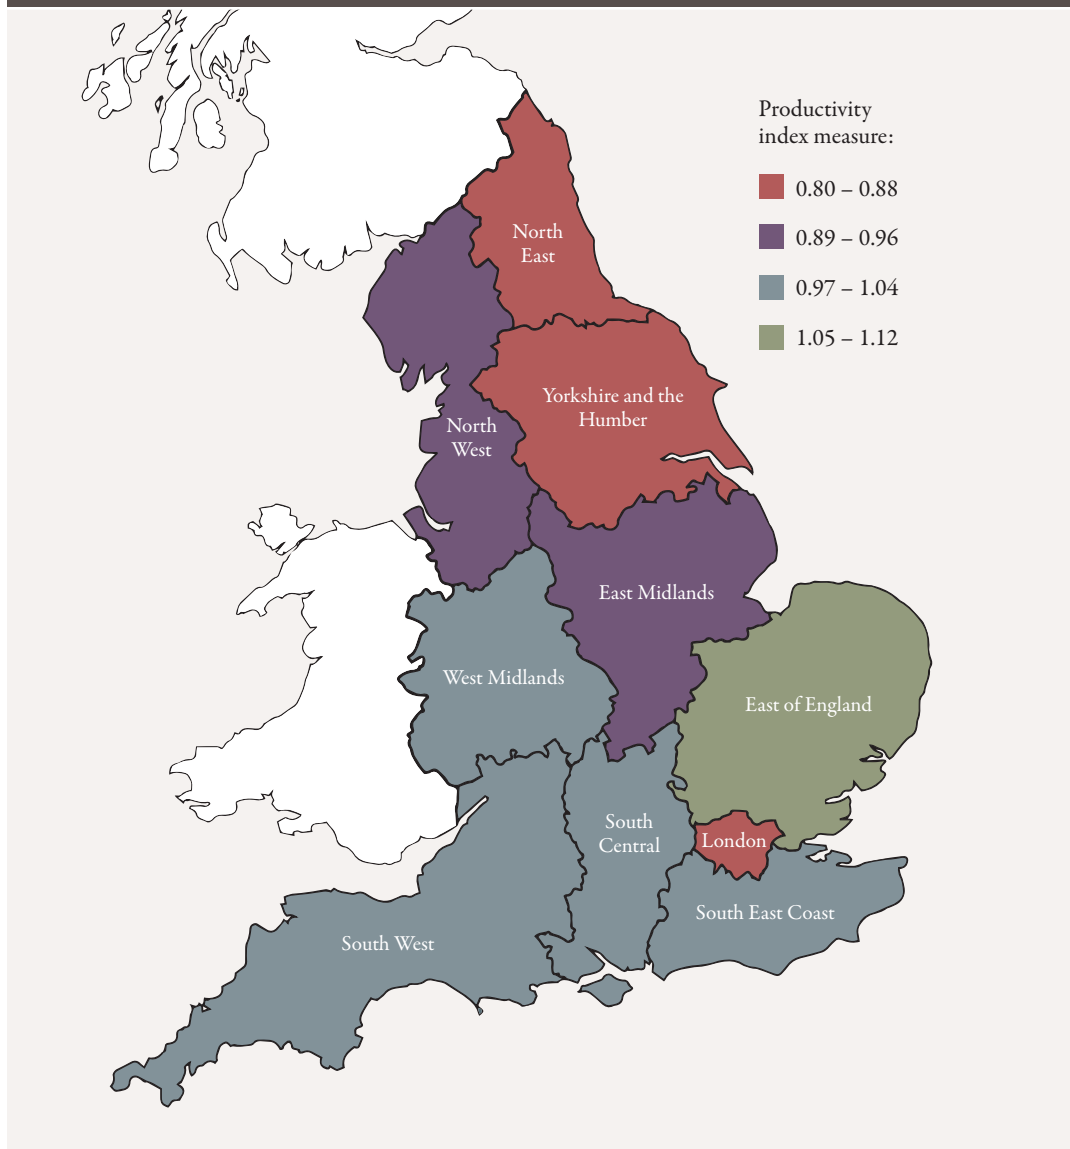 Productivity
index measure:
0.80 – 0.88
0.89 – 0.96
0.97 – 1.04
1.05 – 1.12
North
East
Yorkshire and the
Humber
North
West
East Midlands
West Midlands
East of England
South
Central
London
South East Coast
South West